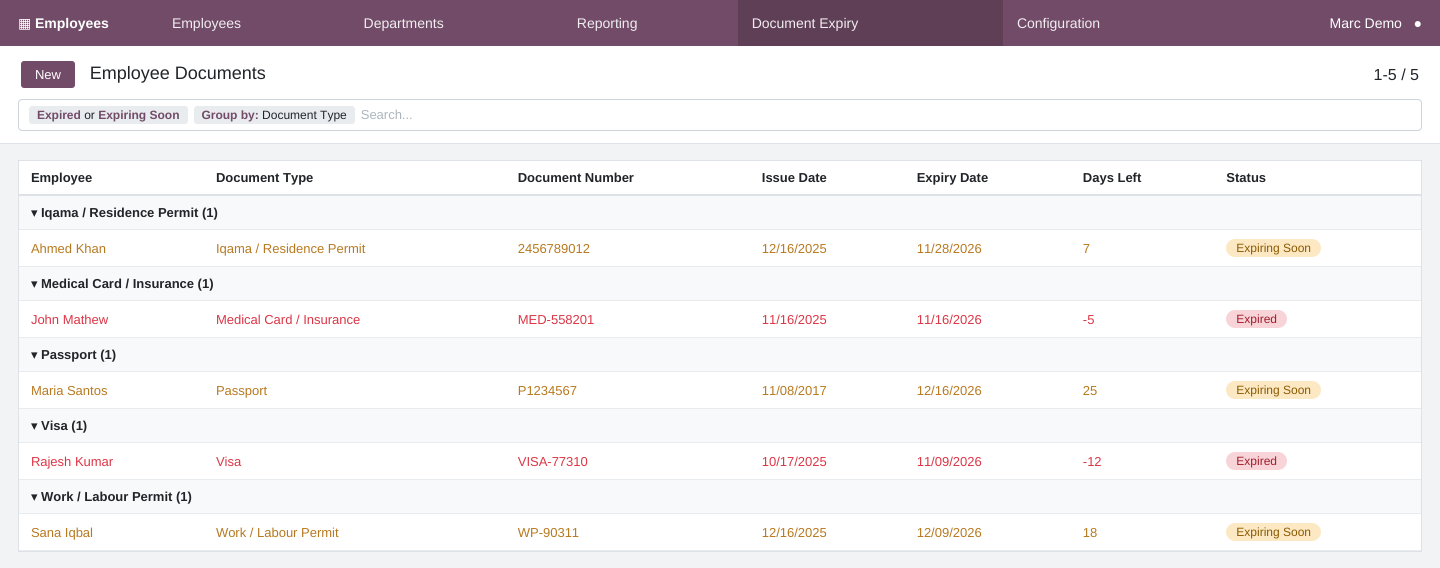 ▦ Employees Employees Departments Reporting Document Expiry Configuration Marc Demo ●
New Employee Documents 1-5 / 5
Expired or Expiring Soon Group by: Document Type Search...
Employee Document Type Document Number Issue Date Expiry Date Days Left Status
▾ Iqama / Residence Permit (1)
Ahmed Khan Iqama / Residence Permit 2456789012 12/16/2025 11/28/2026 7 Expiring Soon
▾ Medical Card / Insurance (1)
John Mathew Medical Card / Insurance MED-558201 11/16/2025 11/16/2026 -5 Expired
▾ Passport (1)
Maria Santos Passport P1234567 11/08/2017 12/16/2026 25 Expiring Soon
▾ Visa (1)
Rajesh Kumar Visa VISA-77310 10/17/2025 11/09/2026 -12 Expired
▾ Work / Labour Permit (1)
Sana Iqbal Work / Labour Permit WP-90311 12/16/2025 12/09/2026 18 Expiring Soon